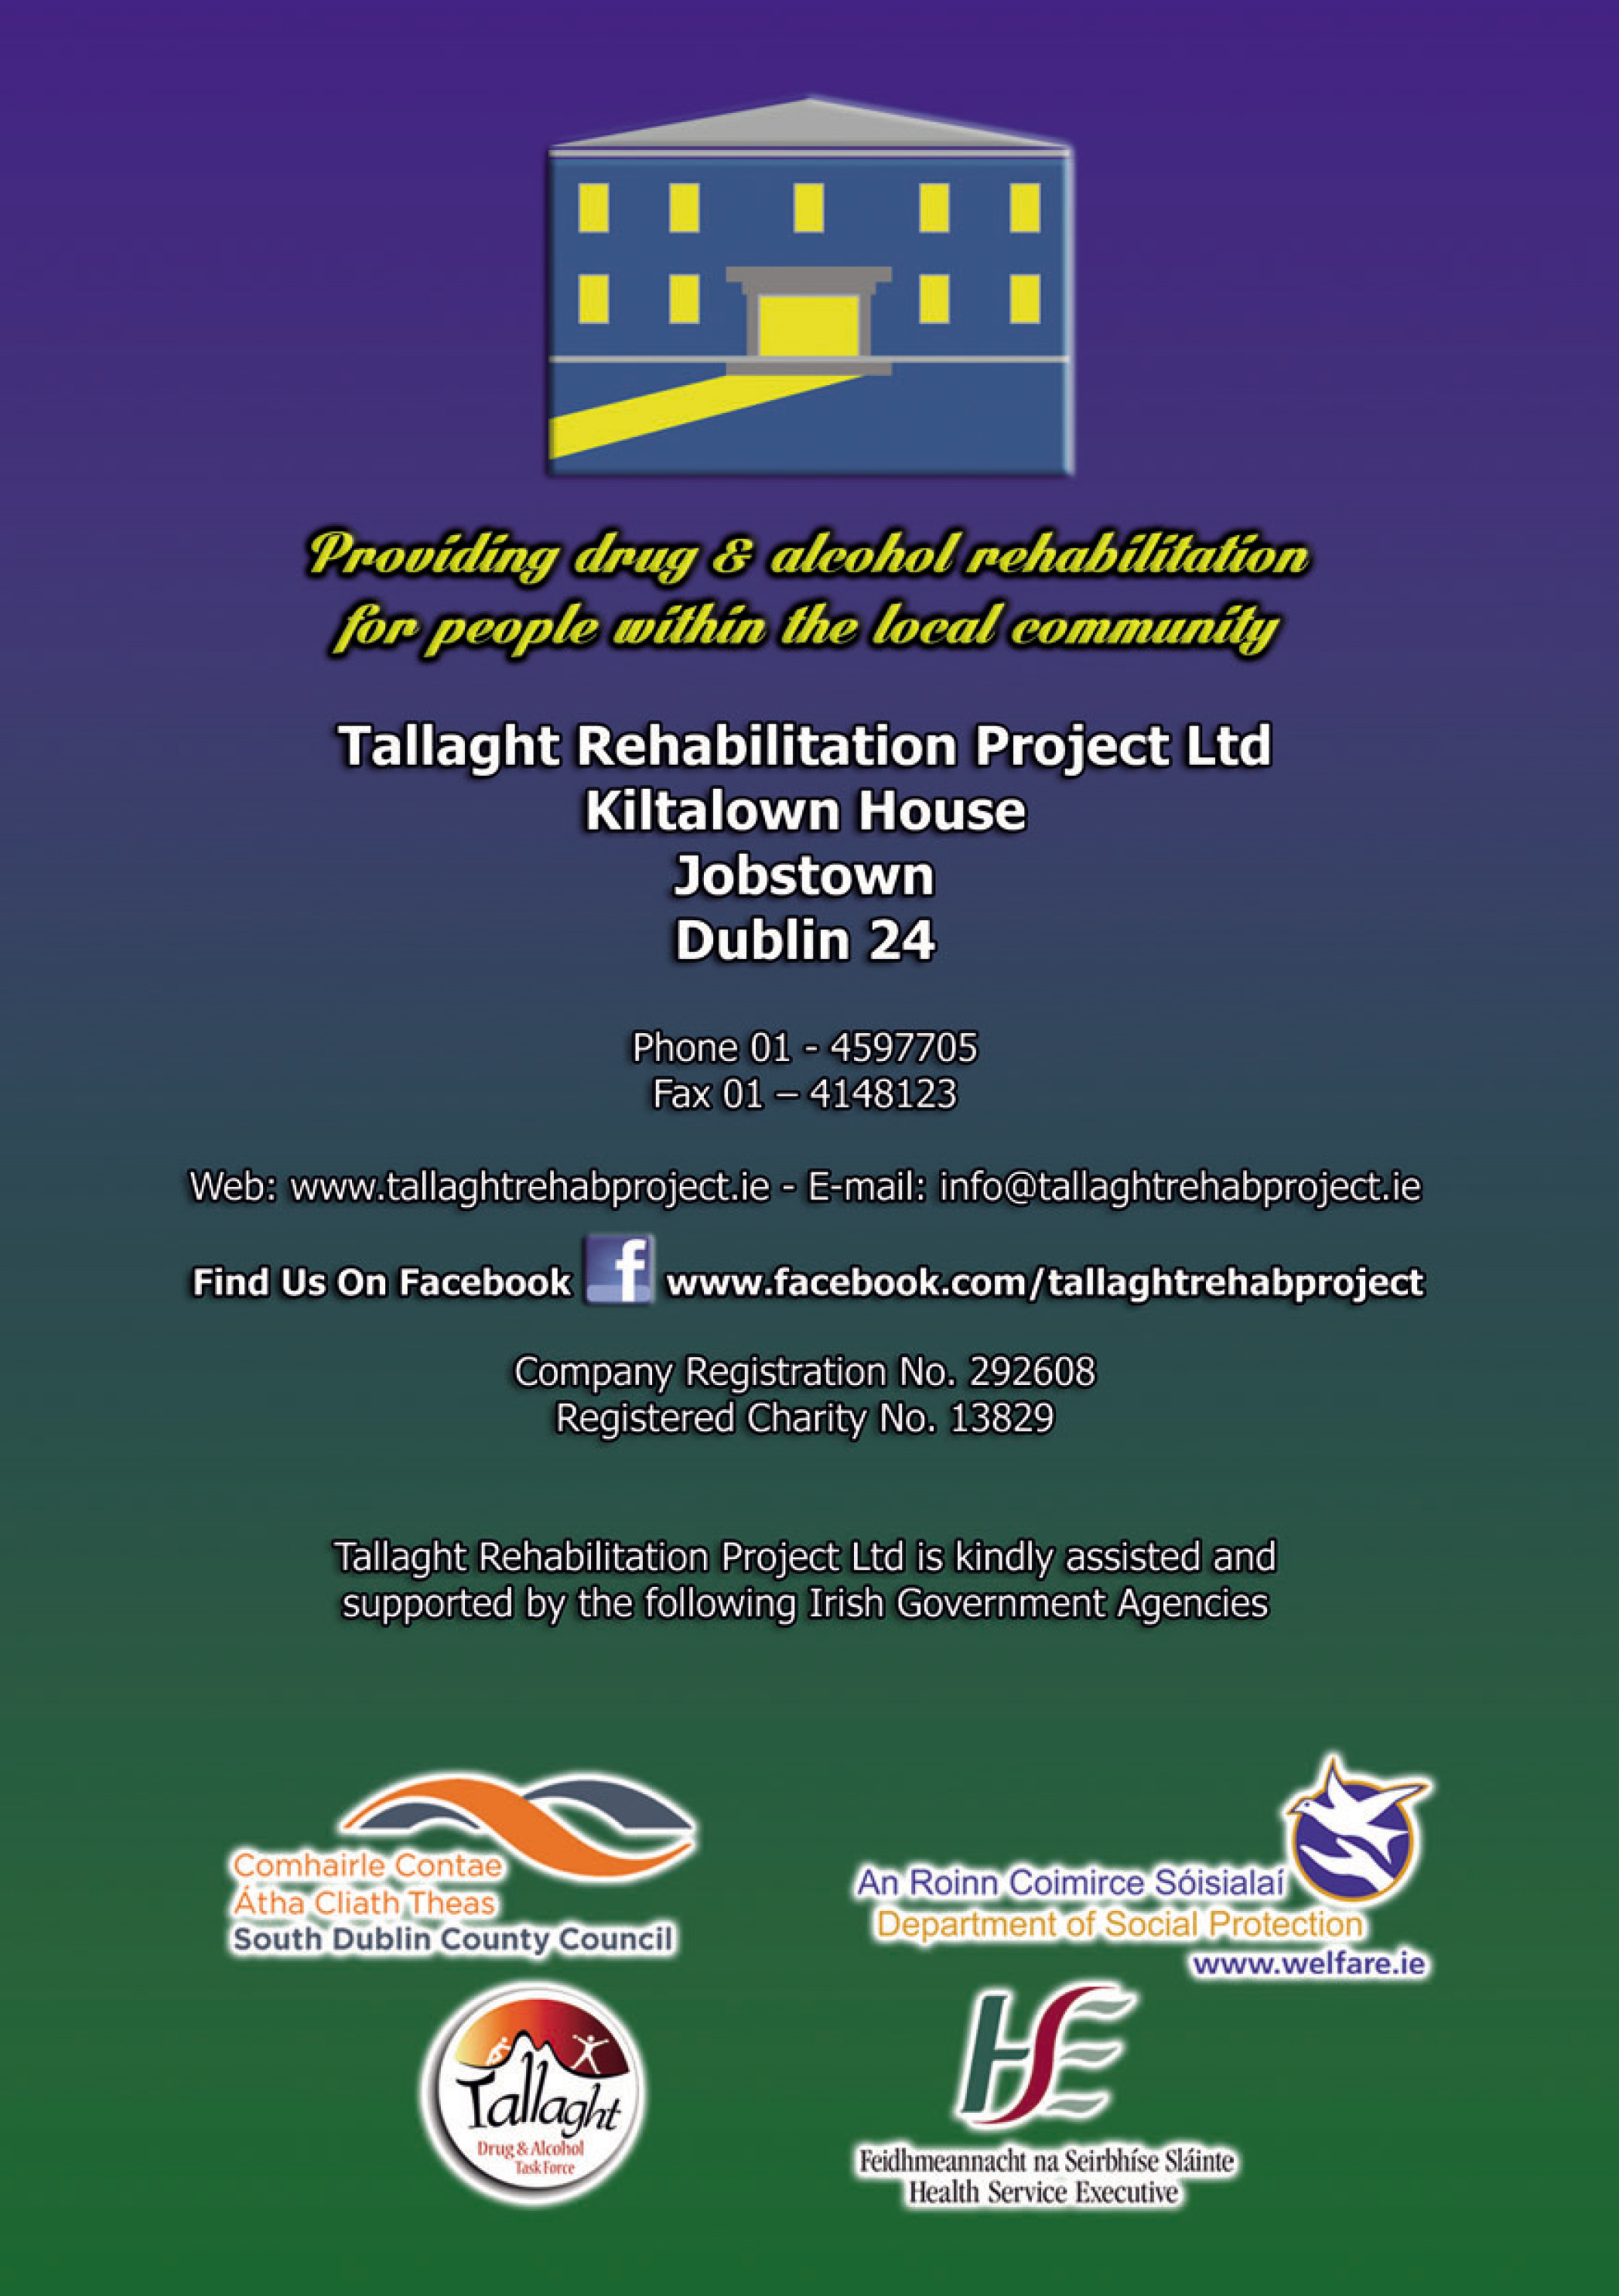 Providing drug & alcohol rehabilitation
for people within the local community
Tallaght Rehabilitation Project Ltd
Kiltalown House
Jobstown
Dublin 24
Phone 01 - 4597705
Fax 01 – 4148123
Web: www.tallaghtrehabproject.ie - E-mail: info@tallaghtrehabproject.ie
Find Us On Facebook f www.facebook.com/tallaghtrehabproject
Company Registration No. 292608
Registered Charity No. 13829
Tallaght Rehabilitation Project Ltd is kindly assisted and
supported by the following Irish Government Agencies
Comhairle Contae
Átha Cliath Theas
South Dublin County Council
An Roinn Coimirce Sóisialaí
Department of Social Protection
www.welfare.ie
Tallaght
Drug & Alcohol
Task Force
HSE
Feidhmeannacht na Seirbhíse Sláinte
Health Service Executive